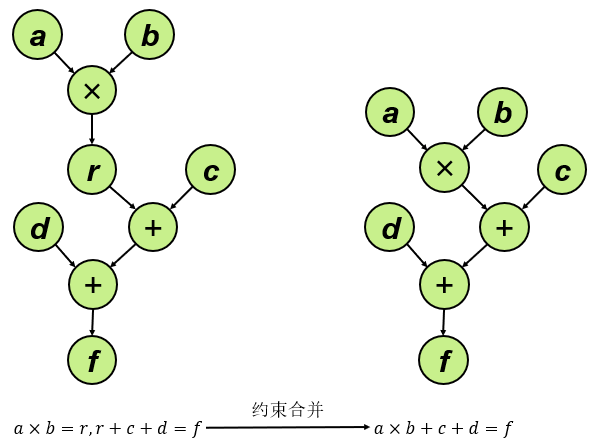 a b
×
a b
r c
×
c
d +
d +
+
+
f
f
约束合并
a × b = r, r + c + d = f
a × b + c + d = f